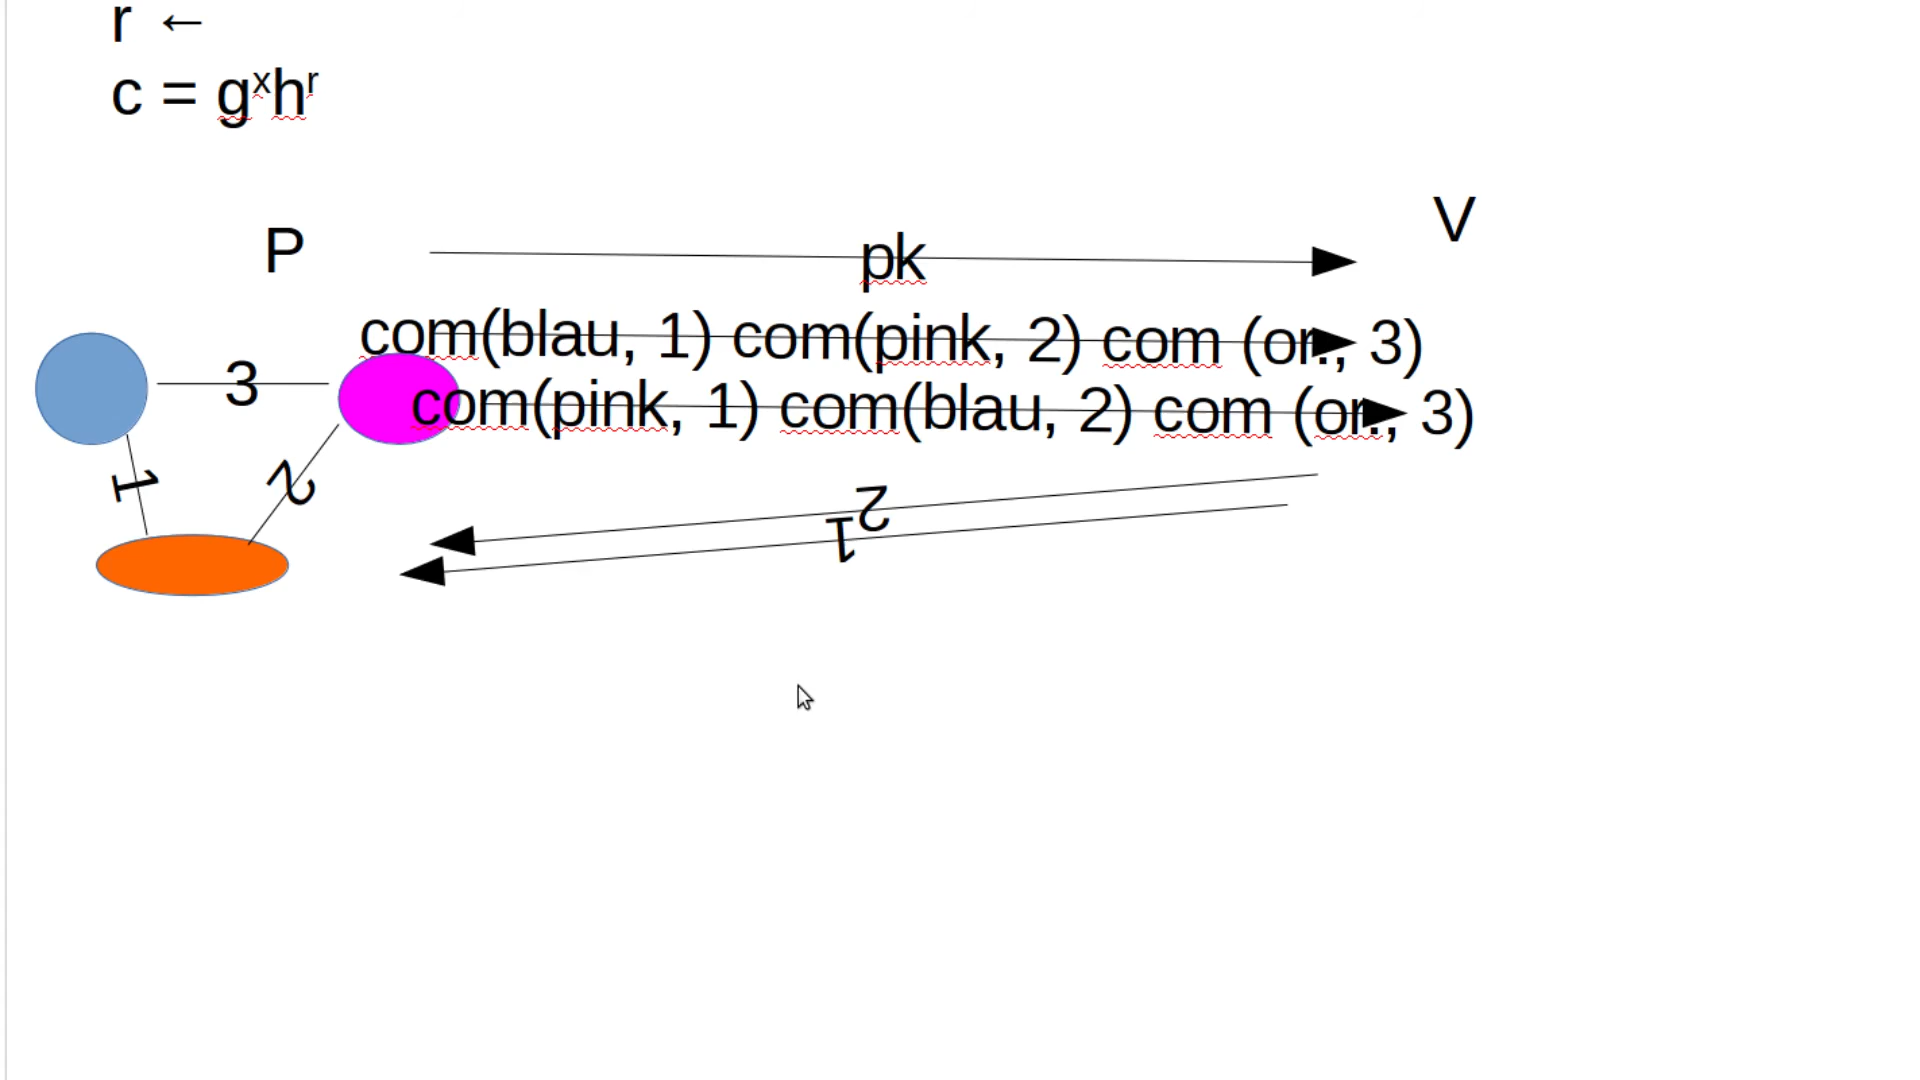 r ←
c = gˣhʳ
P
V
pk
com(blau, 1) com(pink, 2) com (or., 3)
3
com(pink, 1) com(blau, 2) com (or., 3)
1
2
2
1